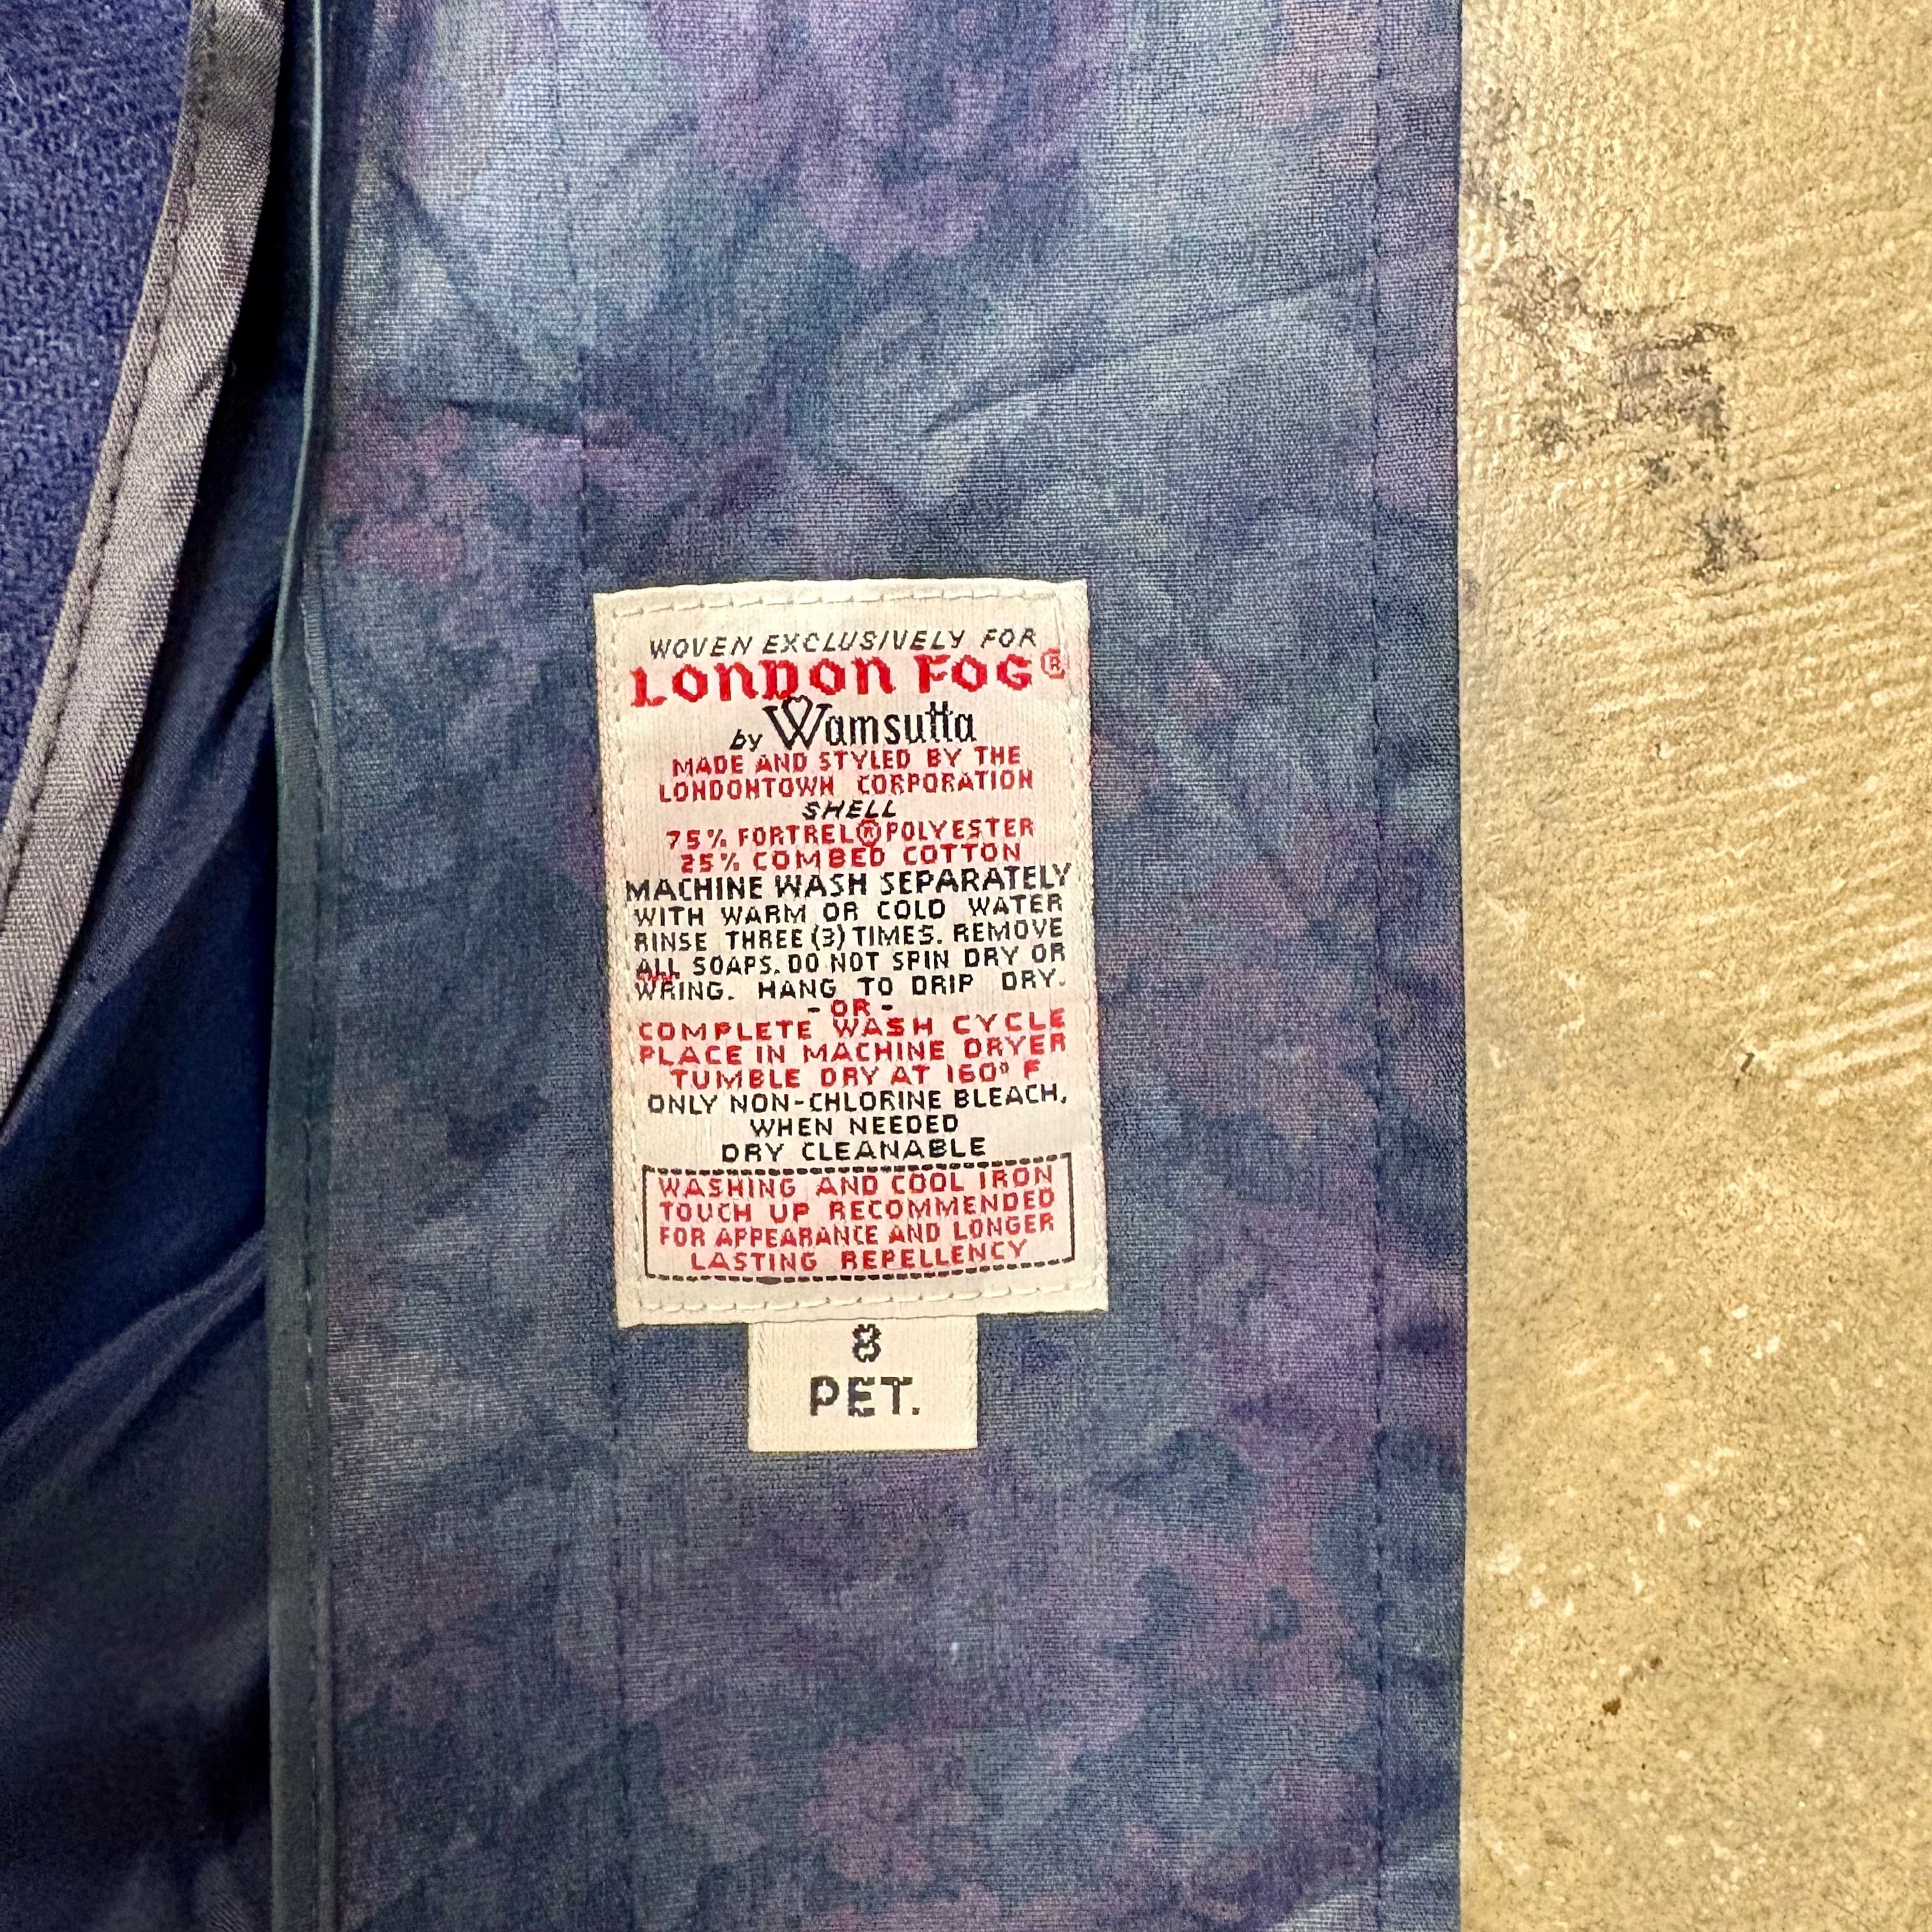 WOVEN EXCLUSIVELY FOR
LONDON FOG®
by Wamsutta
MADE AND STYLED BY THE
LONDONTOWN CORPORATION
SHELL
75% FORTREL® POLYESTER
25% COMBED COTTON
MACHINE WASH SEPARATELY
WITH WARM OR COLD WATER
RINSE THREE (3) TIMES. REMOVE
ALL SOAPS. DO NOT SPIN DRY OR
WRING. HANG TO DRIP DRY.
- OR -
COMPLETE WASH CYCLE
PLACE IN MACHINE DRYER
TUMBLE DRY AT 160° F
ONLY NON-CHLORINE BLEACH,
WHEN NEEDED
DRY CLEANABLE
WASHING AND COOL IRON
TOUCH UP RECOMMENDED
FOR APPEARANCE AND LONGER
LASTING REPELLENCY
8
PET.